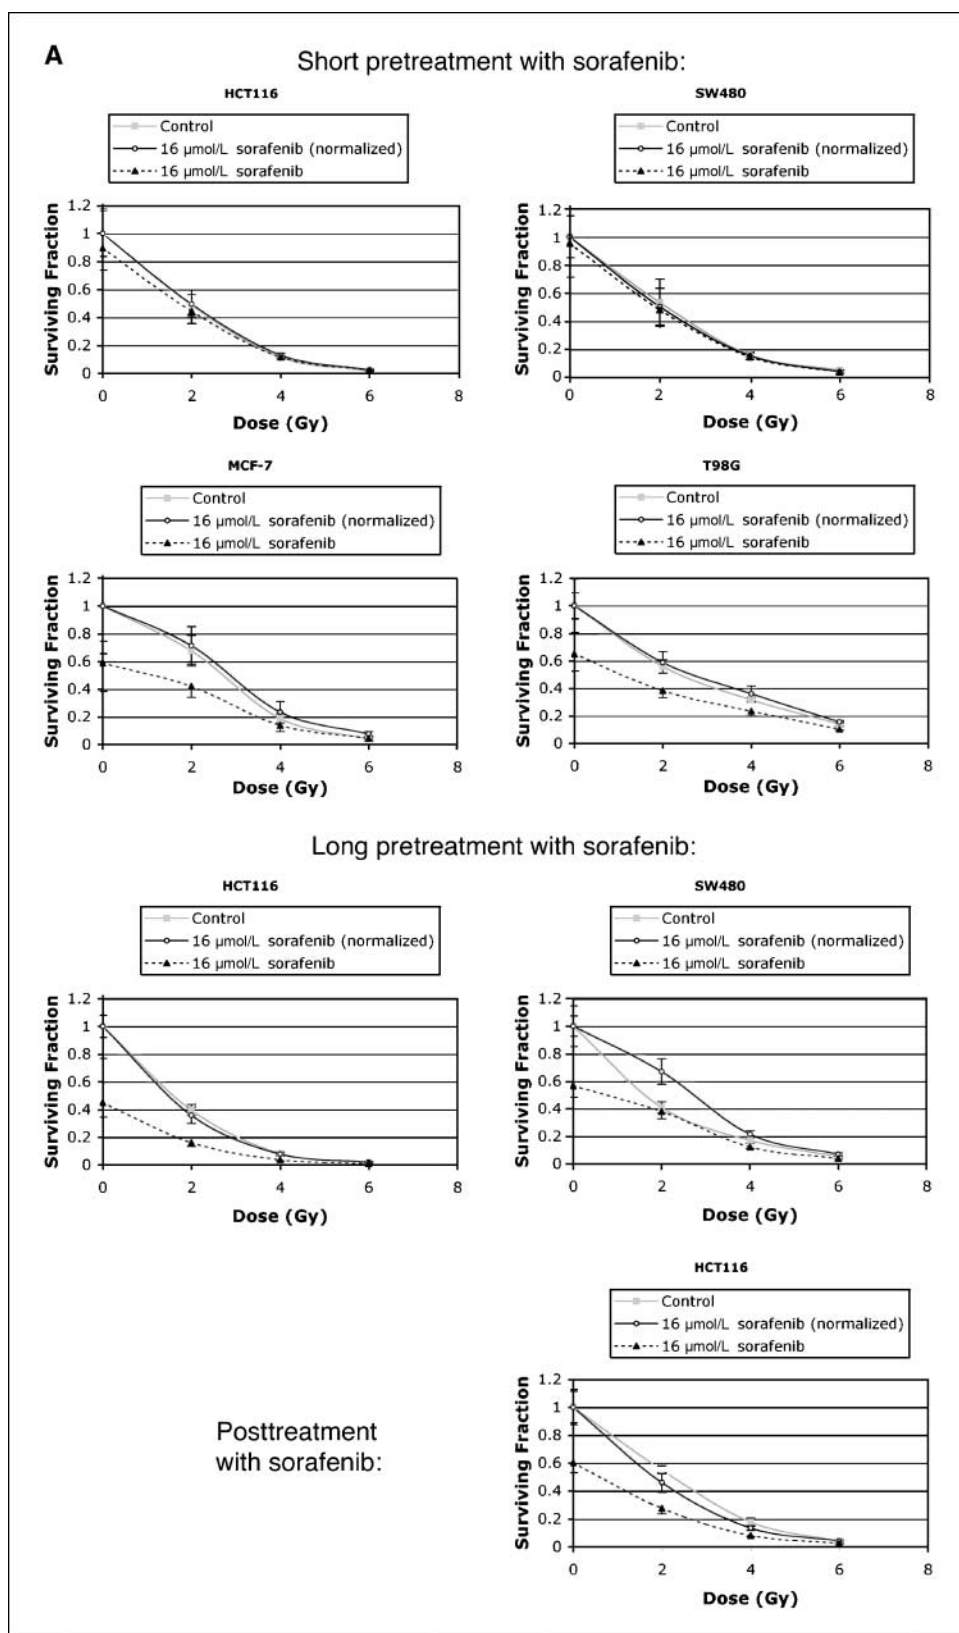 A
Short pretreatment with sorafenib:
HCT116
Control
16 µmol/L sorafenib (normalized)
16 µmol/L sorafenib
Surviving Fraction
1.2
1
0.8
0.6
0.4
0.2
0
0 2 4 6 8
Dose (Gy)
SW480
Control
16 µmol/L sorafenib (normalized)
16 µmol/L sorafenib
Surviving Fraction
1.2
1
0.8
0.6
0.4
0.2
0
0 2 4 6 8
Dose (Gy)
MCF-7
Control
16 µmol/L sorafenib (normalized)
16 µmol/L sorafenib
Surviving Fraction
1.2
1
0.8
0.6
0.4
0.2
0
0 2 4 6 8
Dose (Gy)
T98G
Control
16 µmol/L sorafenib (normalized)
16 µmol/L sorafenib
Surviving Fraction
1.2
1
0.8
0.6
0.4
0.2
0
0 2 4 6 8
Dose (Gy)
Long pretreatment with sorafenib:
HCT116
Control
16 µmol/L sorafenib (normalized)
16 µmol/L sorafenib
Surviving Fraction
1.2
1
0.8
0.6
0.4
0.2
0
0 2 4 6 8
Dose (Gy)
SW480
Control
16 µmol/L sorafenib (normalized)
16 µmol/L sorafenib
Surviving Fraction
1.2
1
0.8
0.6
0.4
0.2
0
0 2 4 6 8
Dose (Gy)
Posttreatment
with sorafenib:
HCT116
Control
16 µmol/L sorafenib (normalized)
16 µmol/L sorafenib
Surviving Fraction
1.2
1
0.8
0.6
0.4
0.2
0
0 2 4 6 8
Dose (Gy)